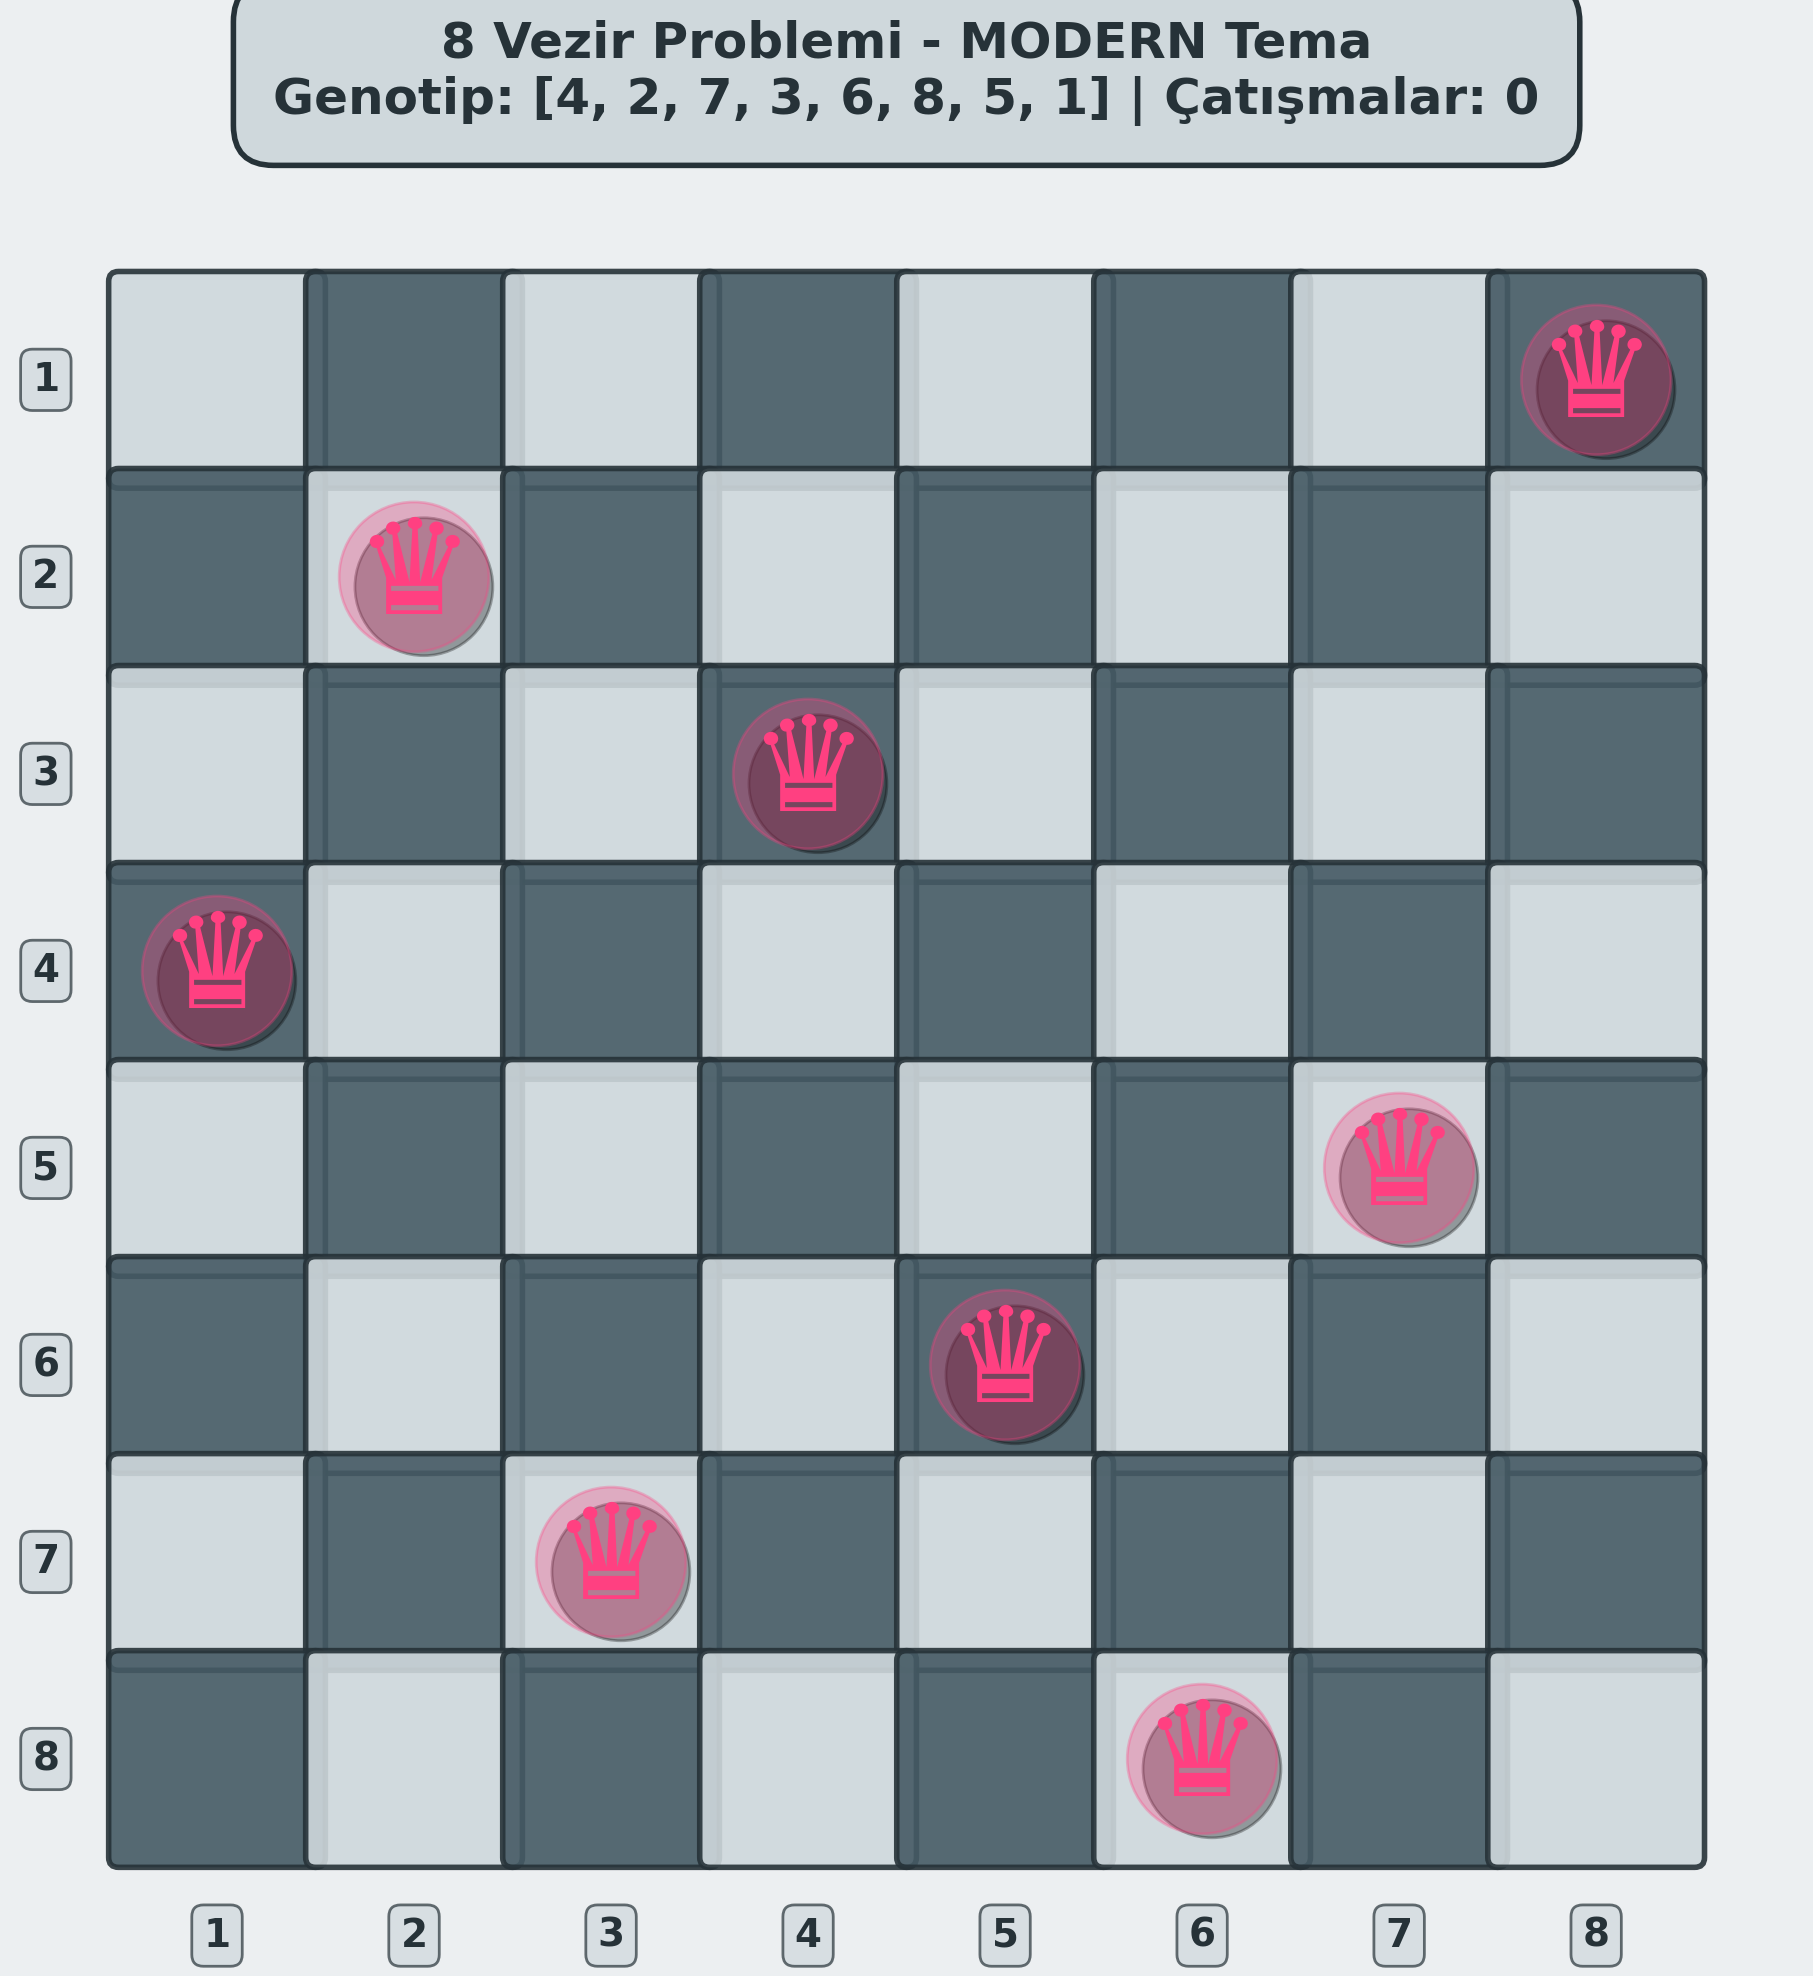 8 Vezir Problemi - MODERN Tema
Genotip: [4, 2, 7, 3, 6, 8, 5, 1] | Çatışmalar: 0
1
2
3
4
5
6
7
8
1 2 3 4 5 6 7 8